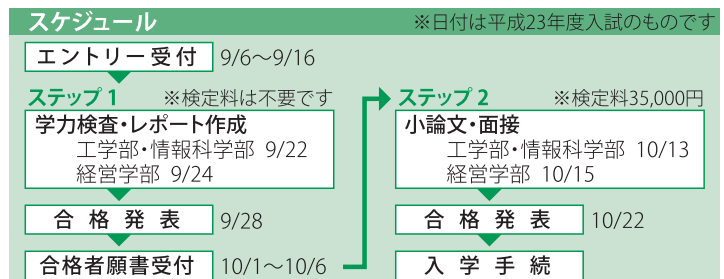 スケジュール ※日付は平成23年度入試のものです
エントリー受付 9/6～9/16
ステップ1 ※検定料は不要です
学力検査・レポート作成
工学部・情報科学部 9/22
経営学部 9/24
合格発表 9/28
合格者願書受付 10/1～10/6
ステップ2 ※検定料35,000円
小論文・面接
工学部・情報科学部 10/13
経営学部 10/15
合格発表 10/22
入学手続